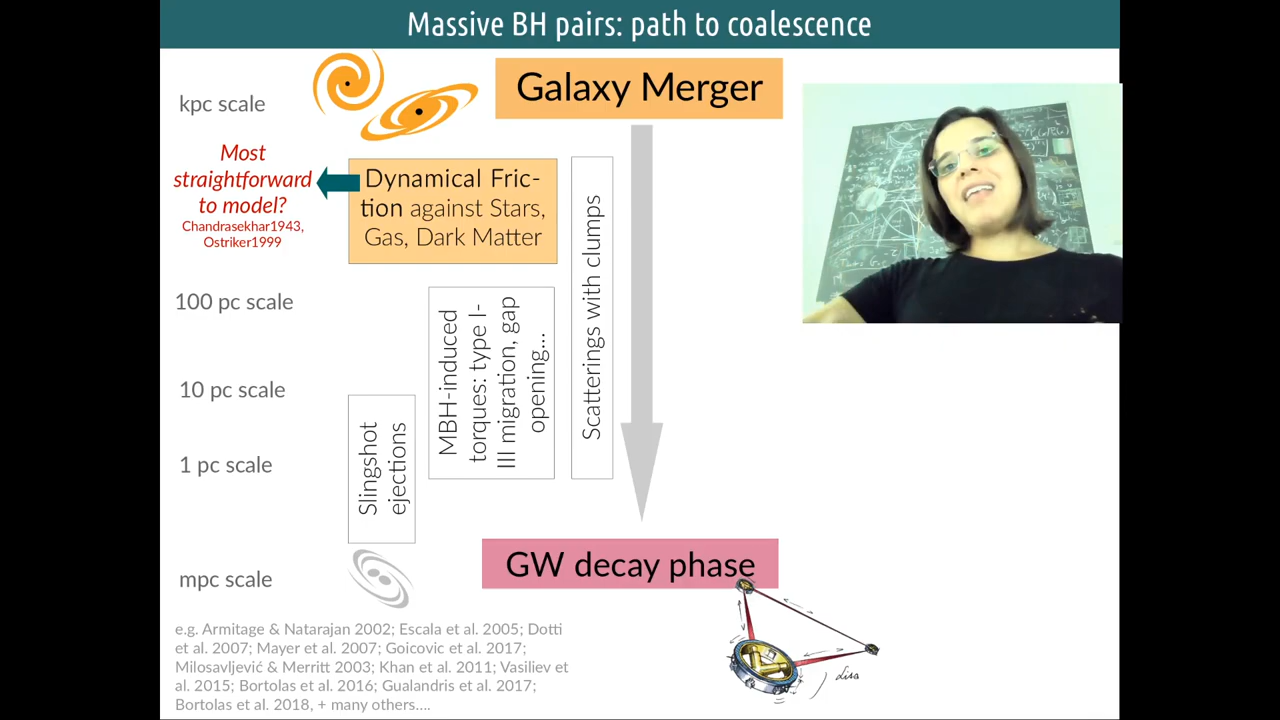 Massive BH pairs: path to coalescence
Galaxy Merger
kpc scale
Most
straightforward
to model?
Chandrasekhar1943,
Ostriker1999
Dynamical Fric-
tion against Stars,
Gas, Dark Matter
Scatterings with clumps
100 pc scale
MBH-induced
torques: type I-
III migration, gap
opening...
10 pc scale
Slingshot
ejections
1 pc scale
GW decay phase
mpc scale
Lisa
e.g. Armitage & Natarajan 2002; Escala et al. 2005; Dotti
et al. 2007; Mayer et al. 2007; Goicovic et al. 2017;
Milosavljević & Merritt 2003; Khan et al. 2011; Vasiliev et
al. 2015; Bortolas et al. 2016; Gualandris et al. 2017;
Bortolas et al. 2018, + many others....